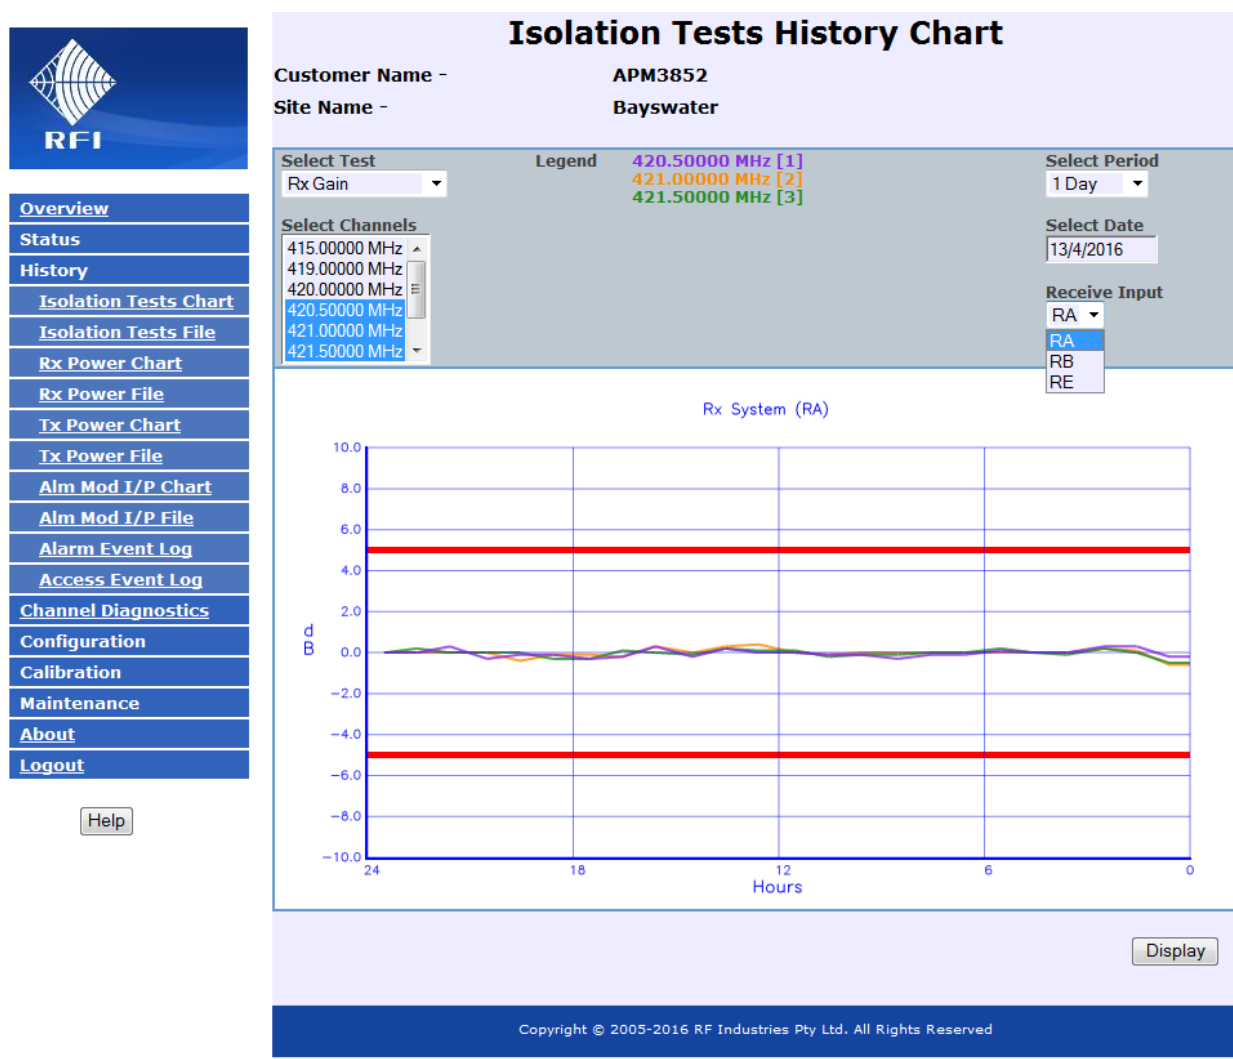 Isolation Tests History Chart
Customer Name - APM3852
Site Name - Bayswater
RFI
Overview
Status
History
Isolation Tests Chart
Isolation Tests File
Rx Power Chart
Rx Power File
Tx Power Chart
Tx Power File
Alm Mod I/P Chart
Alm Mod I/P File
Alarm Event Log
Access Event Log
Channel Diagnostics
Configuration
Calibration
Maintenance
About
Logout
Help
Select Test
Rx Gain
Select Channels
415.00000 MHz
419.00000 MHz
420.00000 MHz
420.50000 MHz
421.00000 MHz
421.50000 MHz
Legend
420.50000 MHz [1]
421.00000 MHz [2]
421.50000 MHz [3]
Select Period
1 Day
Select Date
13/4/2016
Receive Input
RA
RA
RB
RE
Rx System (RA)
10.0
8.0
6.0
4.0
2.0
0.0
−2.0
−4.0
−6.0
−8.0
−10.0
dB
24 18 12 6 0
Hours
Display
Copyright © 2005-2016 RF Industries Pty Ltd. All Rights Reserved